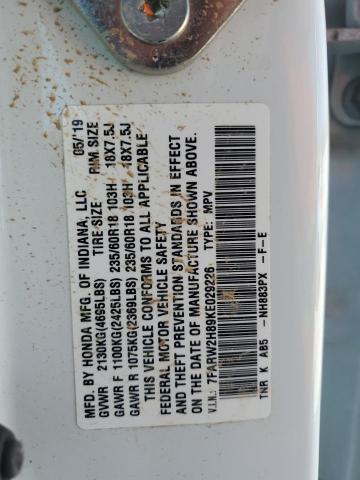 MFD. BY HONDA MFG. OF INDIANA, LLC 05/'19
TIRE SIZE RIM SIZE
GVWR 2130KG(4695LBS)
GAWR F 1100KG(2425LBS) 235/60R18 103H 18X7.5J
GAWR R 1075KG(2369LBS) 235/60R18 103H 18X7.5J
THIS VEHICLE CONFORMS TO ALL APPLICABLE
FEDERAL MOTOR VEHICLE SAFETY
AND THEFT PREVENTION STANDARDS IN EFFECT
ON THE DATE OF MANUFACTURE SHOWN ABOVE.
V.I.N.: 7FARW2H89KE029226 TYPE: MPV
TNR K AB5 -NH883PX -F-E